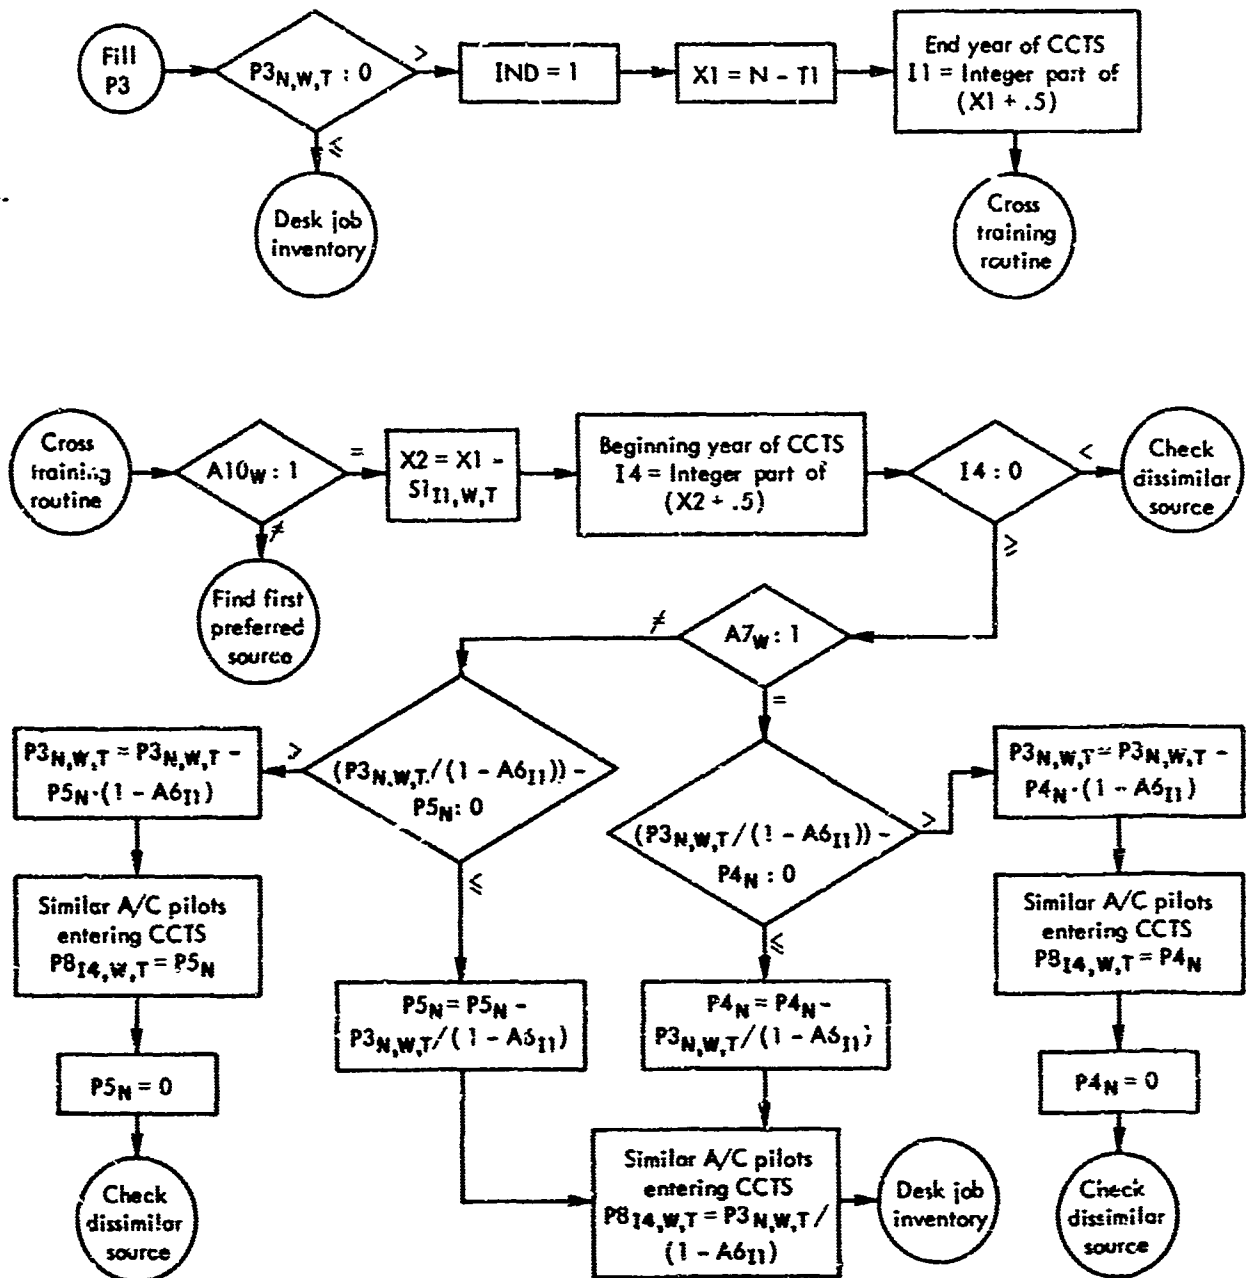 Fill
P3
P3N,W,T : 0
>
≤
Desk job
inventory
IND = 1
X1 = N - T1
End year of CCTS
I1 = Integer part of
(X1 + .5)
Cross
training
routine
Cross
training
routine
A10W : 1
=
≠
Find first
preferred
source
X2 = X1 -
S1I1,W,T
Beginning year of CCTS
I4 = Integer part of
(X2 + .5)
I4 : 0
<
≥
Check
dissimilar
source
A7W : 1
≠
=
(P3N,W,T/(1 - A6I1)) -
P5N : 0
>
≤
P3N,W,T = P3N,W,T -
P5N·(1 - A6I1)
Similar A/C pilots
entering CCTS
P8I4,W,T = P5N
P5N = 0
Check
dissimilar
source
P5N = P5N -
P3N,W,T/(1 - A6I1)
(P3N,W,T/(1 - A6I1)) -
P4N : 0
>
≤
P4N = P4N -
P3N,W,T/(1 - A6I1)
Similar A/C pilots
entering CCTS
P8I4,W,T = P3N,W,T/
(1 - A6I1)
Desk job
inventory
P3N,W,T = P3N,W,T -
P4N·(1 - A6I1)
Similar A/C pilots
entering CCTS
P8I4,W,T = P4N
P4N = 0
Check
dissimilar
source